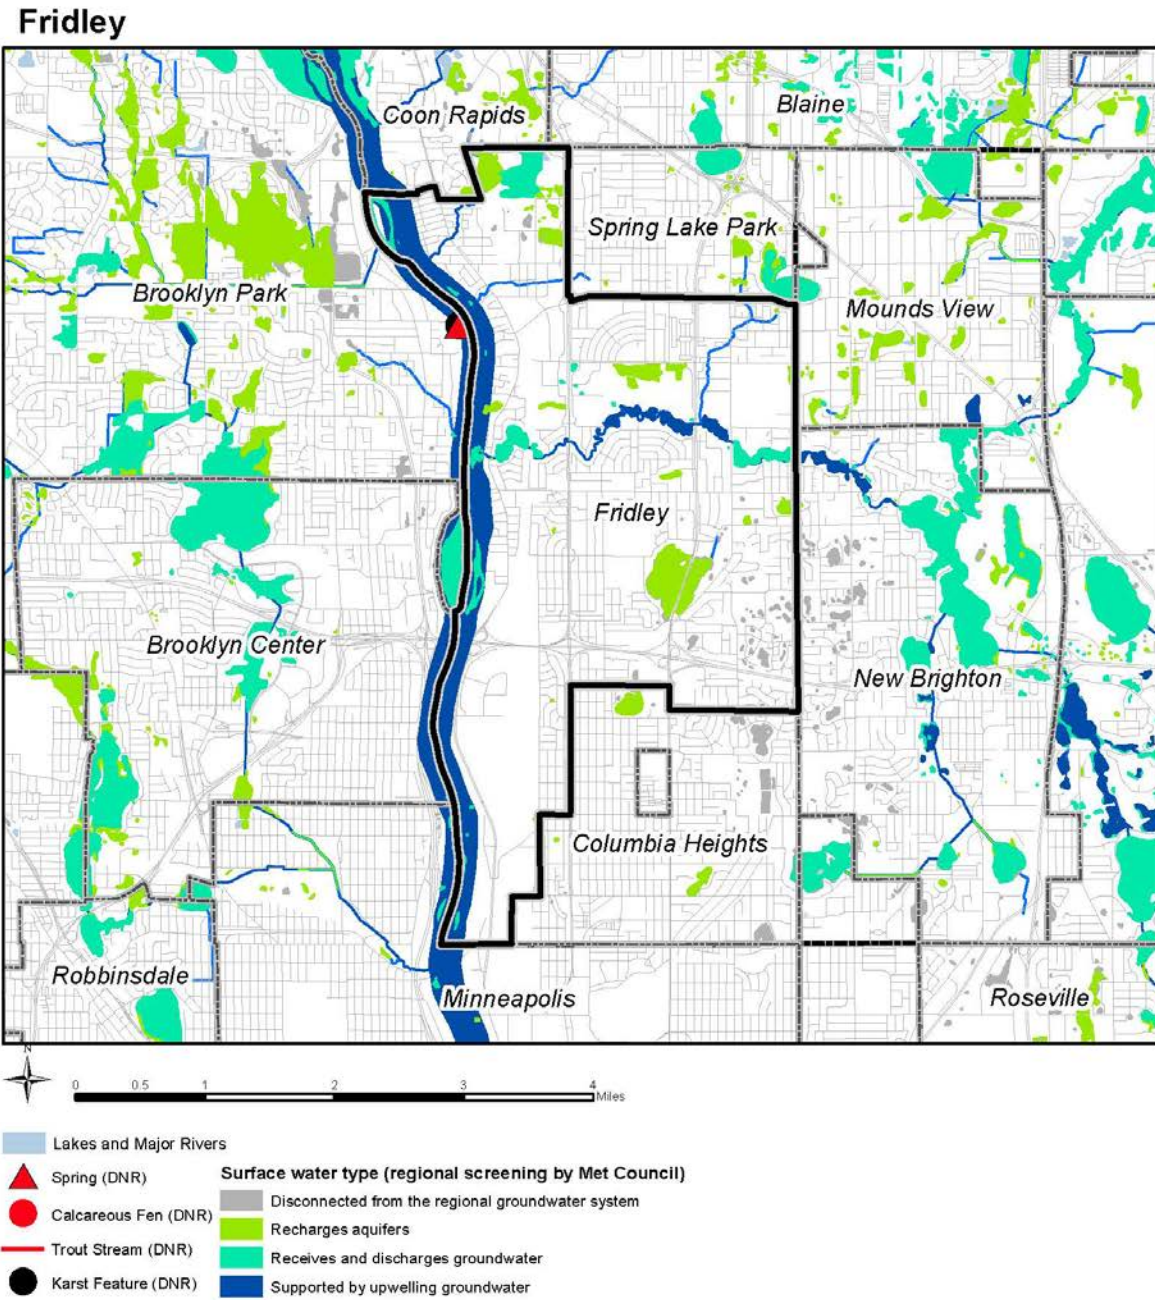 Fridley
Coon Rapids
Blaine
Spring Lake Park
Brooklyn Park
Mounds View
Fridley
Brooklyn Center
New Brighton
Columbia Heights
Robbinsdale
Minneapolis
Roseville
N
0 0.5 1 2 3 4
Miles
Lakes and Major Rivers
Spring (DNR)
Calcareous Fen (DNR)
Trout Stream (DNR)
Karst Feature (DNR)
Surface water type (regional screening by Met Council)
Disconnected from the regional groundwater system
Recharges aquifers
Receives and discharges groundwater
Supported by upwelling groundwater